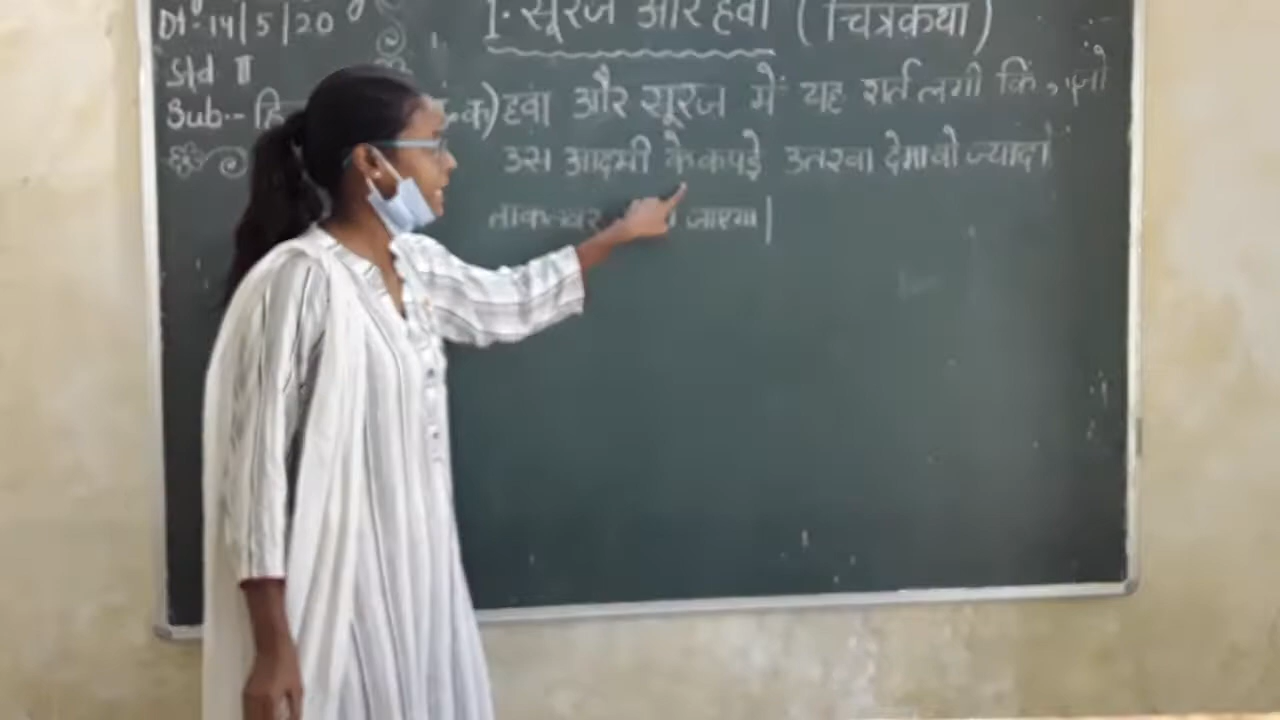 Dt:-14|5|20
1. सूरज और हवा (चित्रकथा)
Std II
Sub:-
क) हवा और सूरज में यह शर्त लगी कि, जो
उस आदमी के कपड़े उतरवा देगा वो ज्यादा
ताकतवर जाएगा|